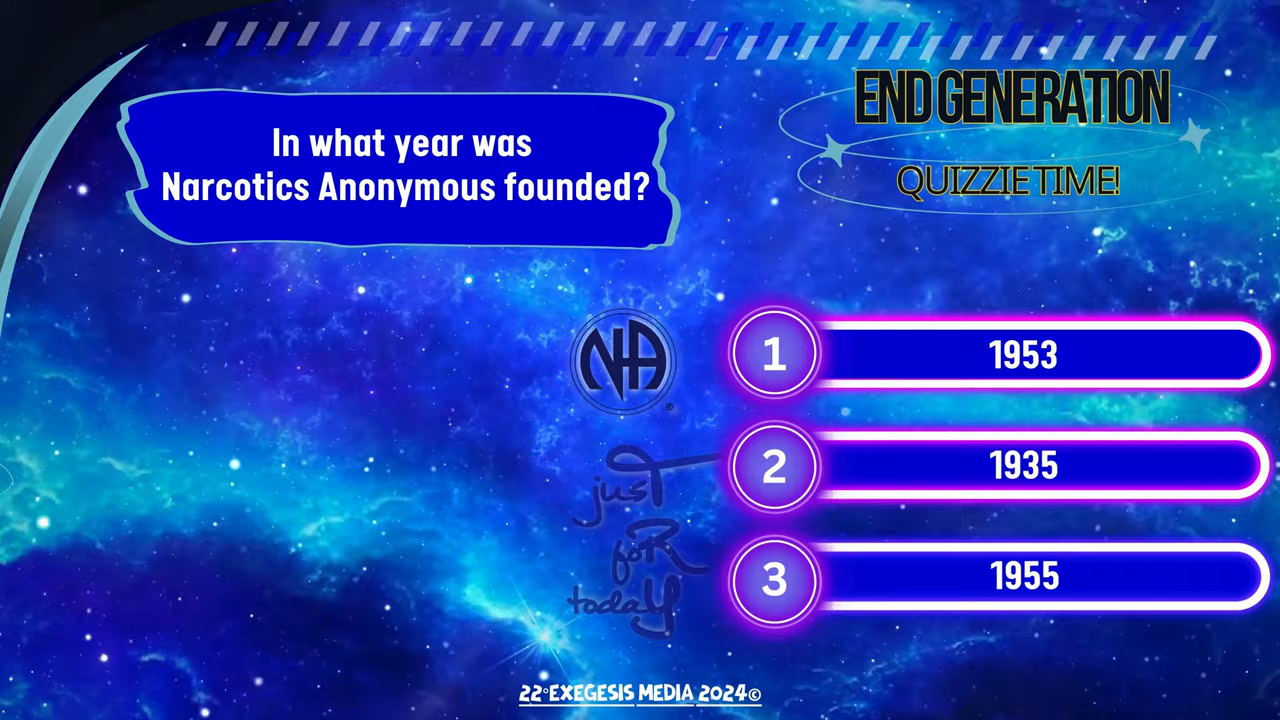 In what year was
Narcotics Anonymous founded?
END GENERATION
QUIZZIE TIME!
NA
®
just
for
today
1
1953
2
1935
3
1955
22°EXEGESIS MEDIA 2024©